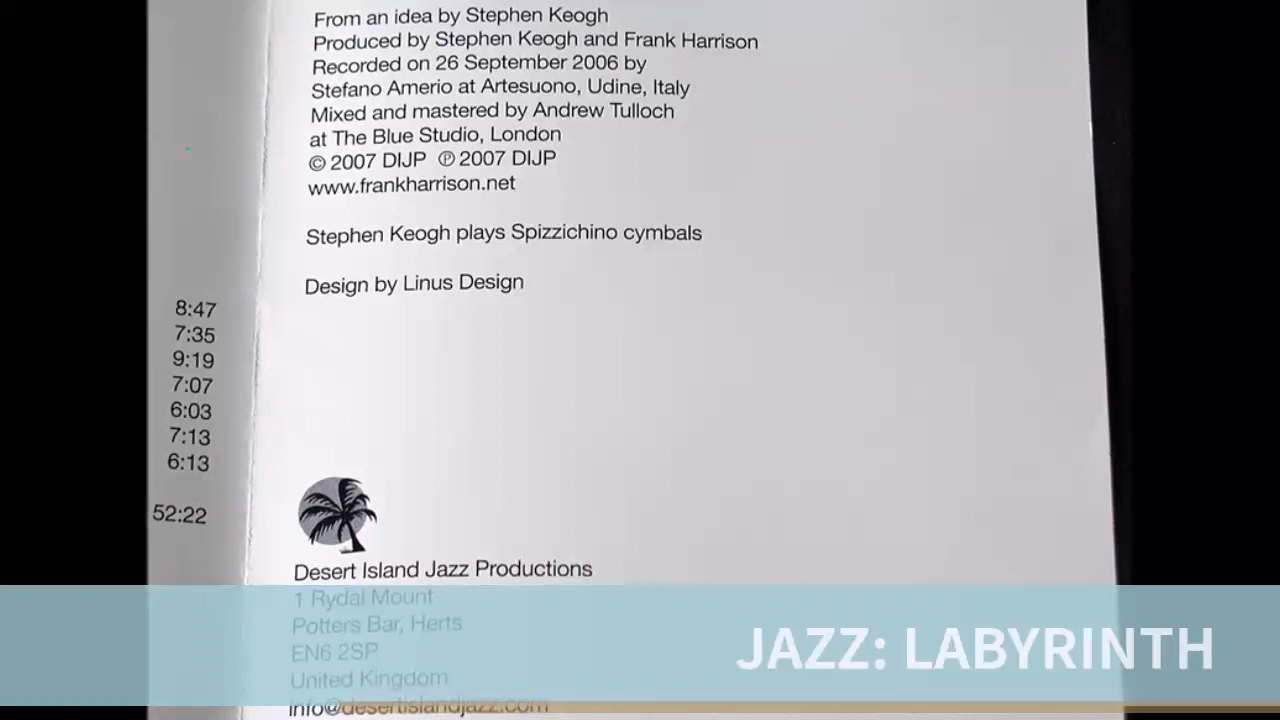 From an idea by Stephen Keogh
Produced by Stephen Keogh and Frank Harrison
Recorded on 26 September 2006 by
Stefano Amerio at Artesuono, Udine, Italy
Mixed and mastered by Andrew Tulloch
at The Blue Studio, London
© 2007 DIJP ℗ 2007 DIJP
www.frankharrison.net
Stephen Keogh plays Spizzichino cymbals
Design by Linus Design
8:47
7:35
9:19
7:07
6:03
7:13
6:13
52:22
Desert Island Jazz Productions
1 Rydal Mount
Potters Bar, Herts
EN6 2SP
United Kingdom
info@desertislandjazz.com
JAZZ: LABYRINTH